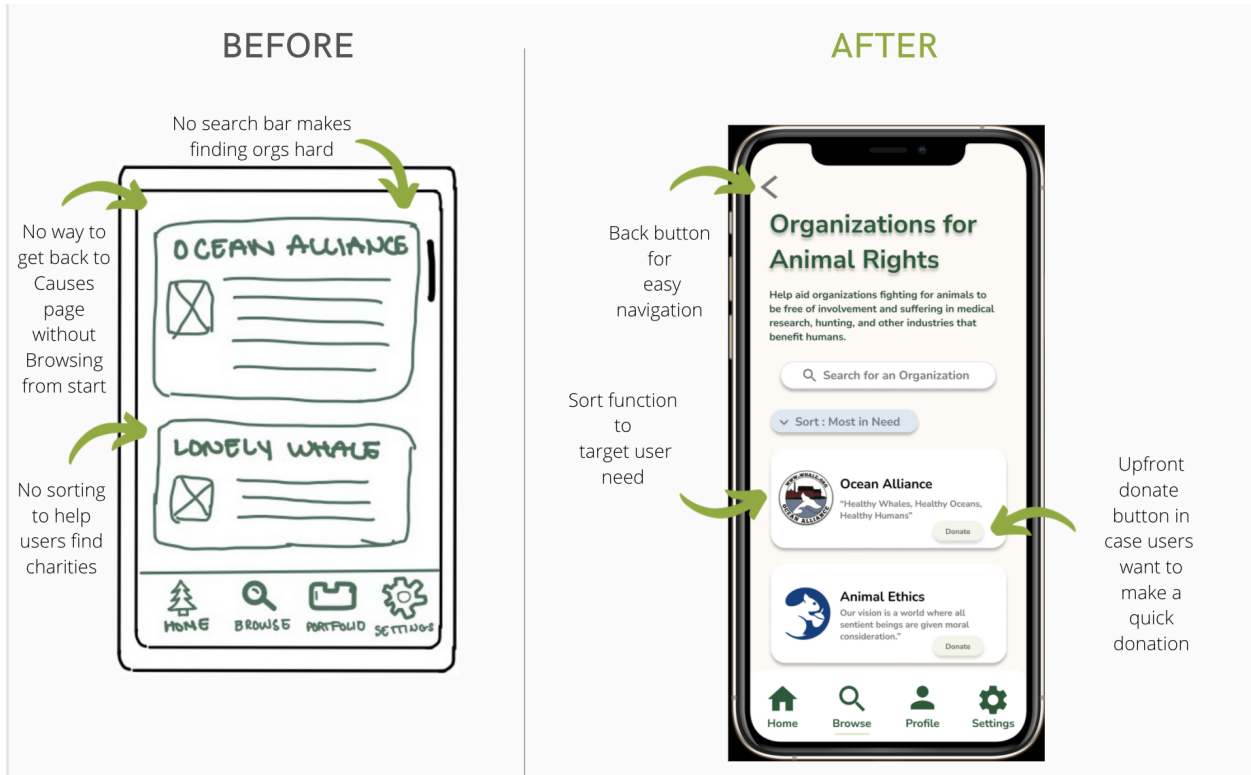 BEFORE
No search bar makes
finding orgs hard
No way to
get back to
Causes
page
without
Browsing
from start
No sorting
to help
users find
charities
OCEAN ALLIANCE
LONELY WHALE
HOME
BROWSE
PORTFOLIO
SETTINGS
AFTER
Back button
for
easy
navigation
Sort function
to
target user
need
Organizations for
Animal Rights
Help aid organizations fighting for animals to
be free of involvement and suffering in medical
research, hunting, and other industries that
benefit humans.
Search for an Organization
Sort : Most in Need
WWW.WHALE.ORG
OCEAN ALLIANCE
Ocean Alliance
“Healthy Whales, Healthy Oceans,
Healthy Humans”
Donate
Animal Ethics
Our vision is a world where all
sentient beings are given moral
consideration.”
Donate
Home
Browse
Profile
Settings
Upfront
donate
button in
case users
want to
make a
quick
donation